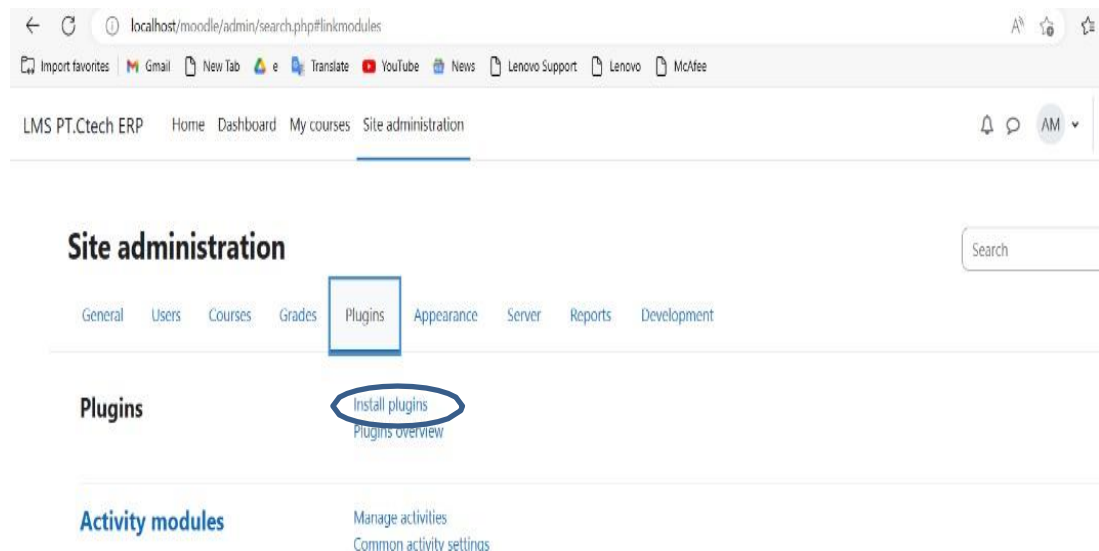 localhost/moodle/admin/search.php#linkmodules
Import favorites Gmail New Tab e Translate YouTube News Lenovo Support Lenovo McAfee
LMS PT.Ctech ERP Home Dashboard My courses Site administration AM
Site administration
Search
General Users Courses Grades Plugins Appearance Server Reports Development
Plugins
Install plugins
Plugins overview
Activity modules
Manage activities
Common activity settings